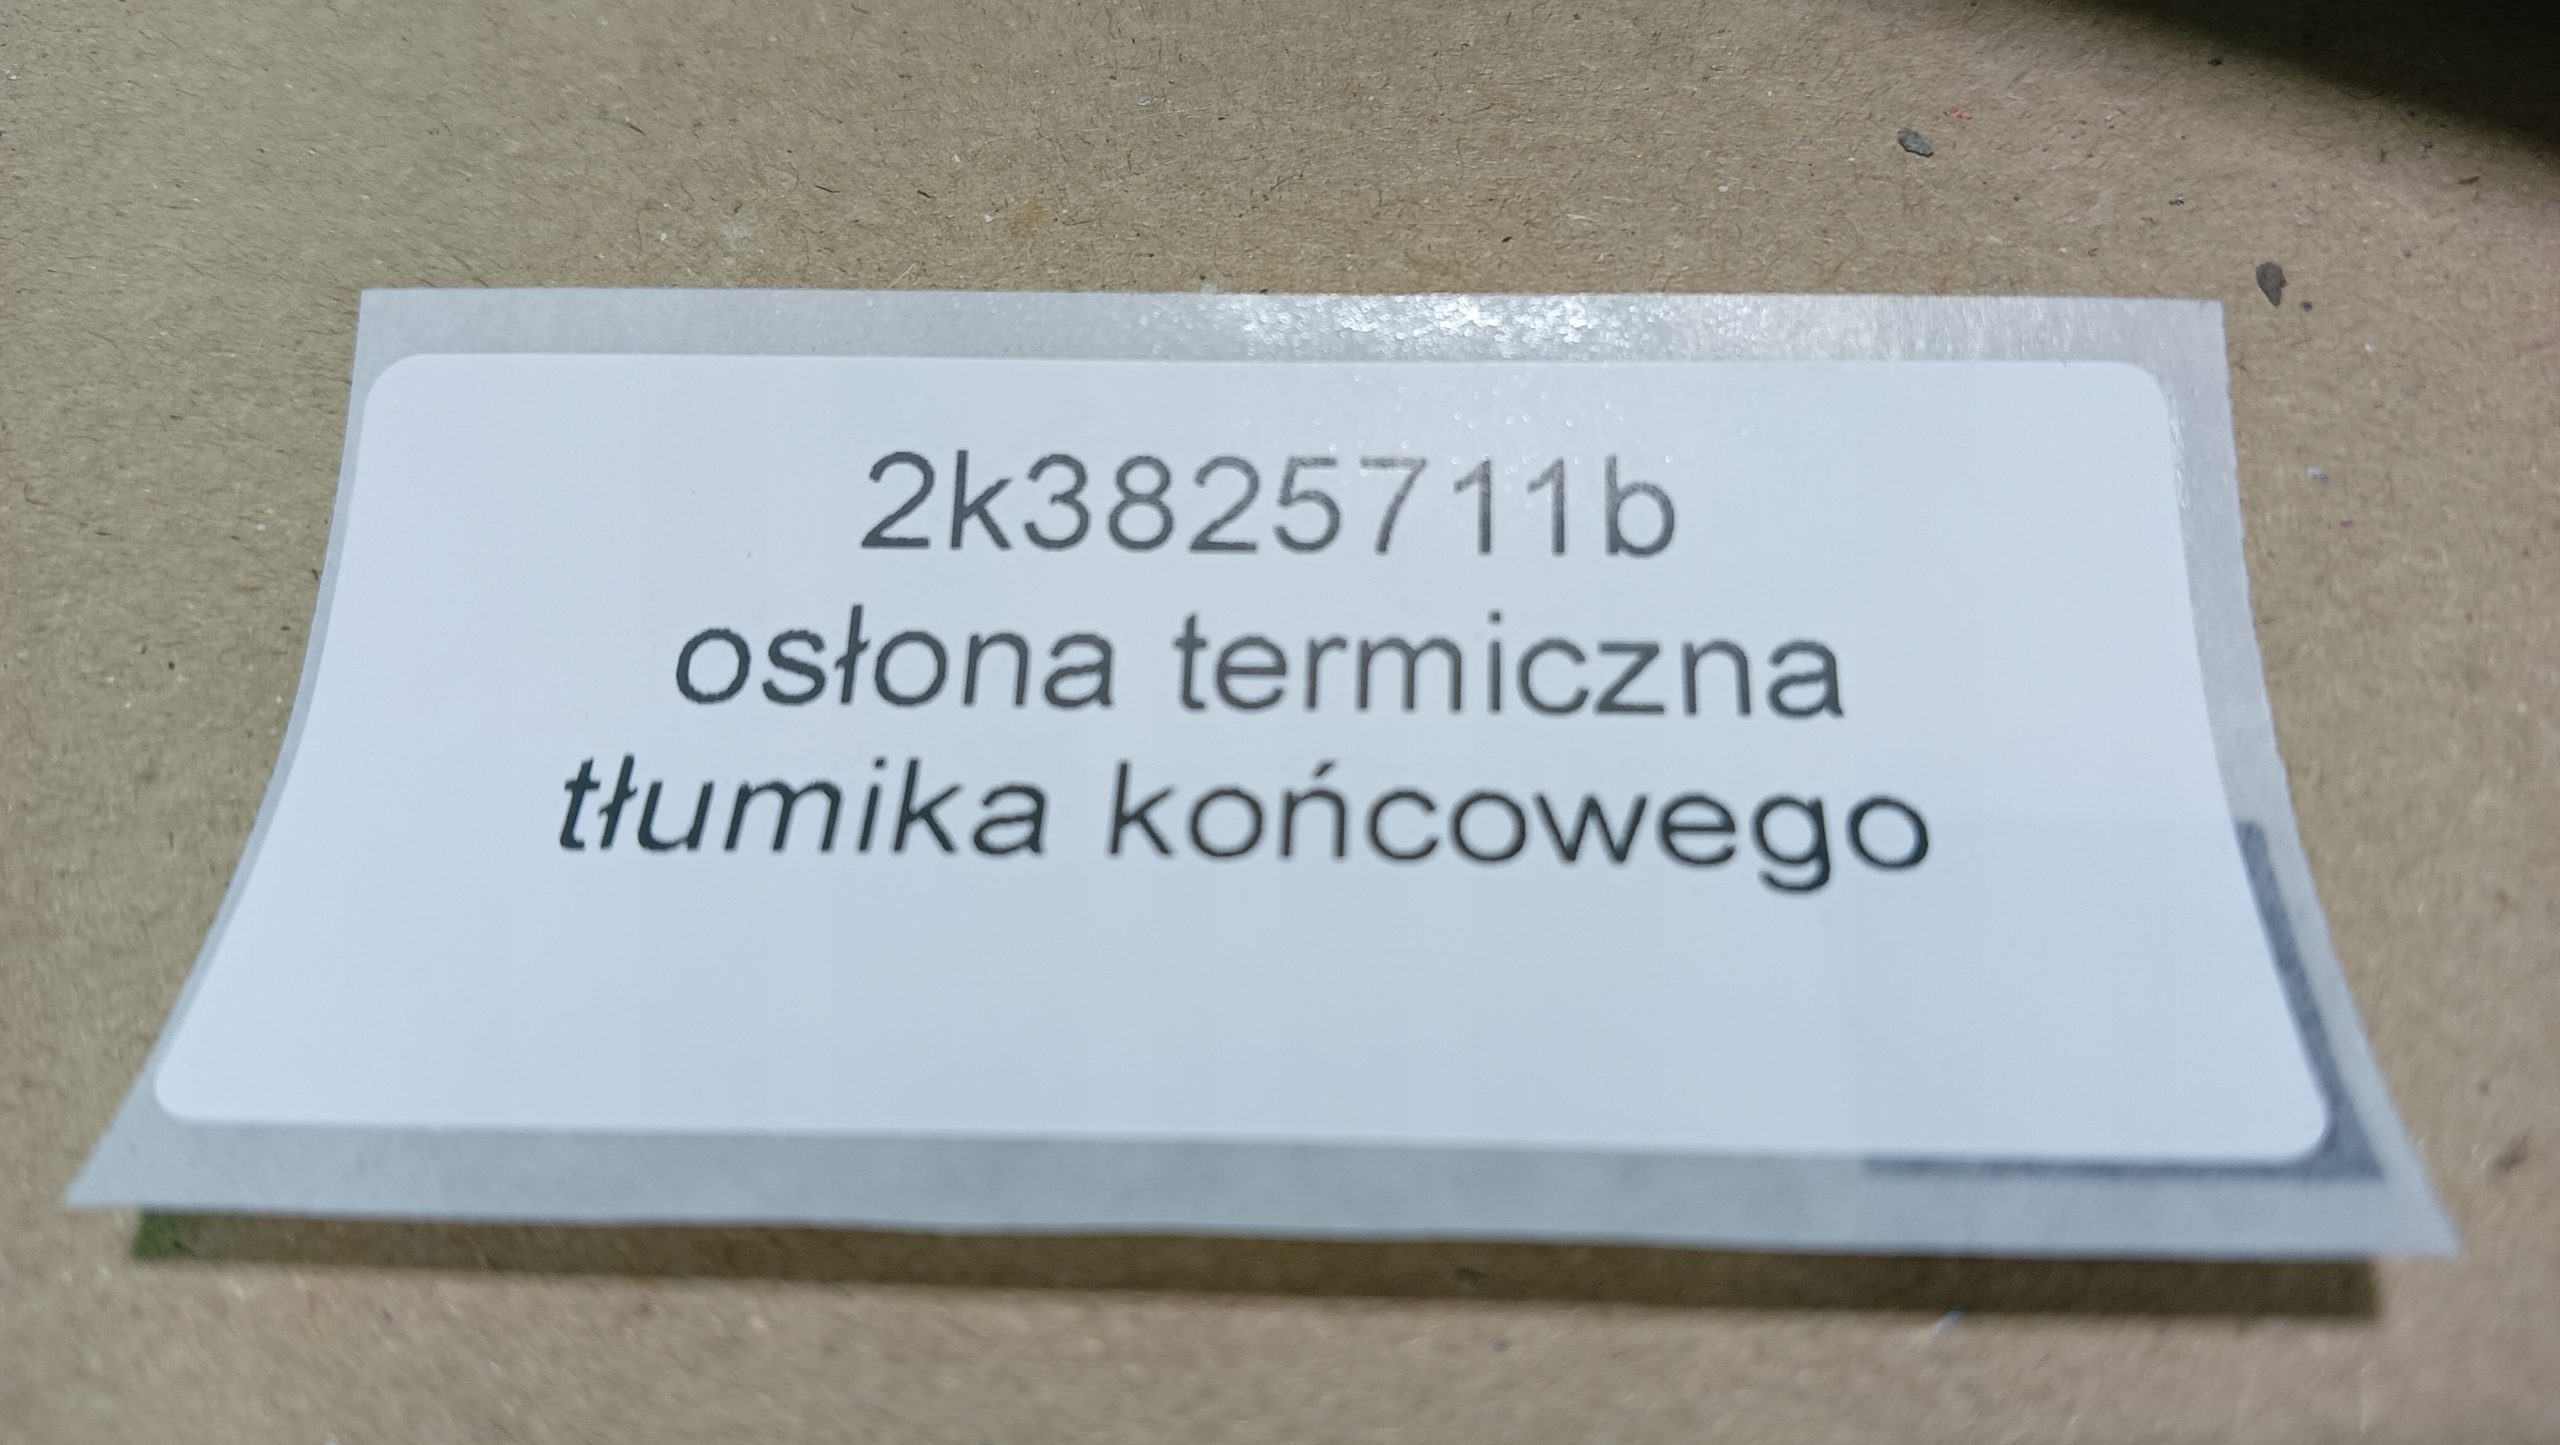 2k3825711b
osłona termiczna
tłumika końcowego